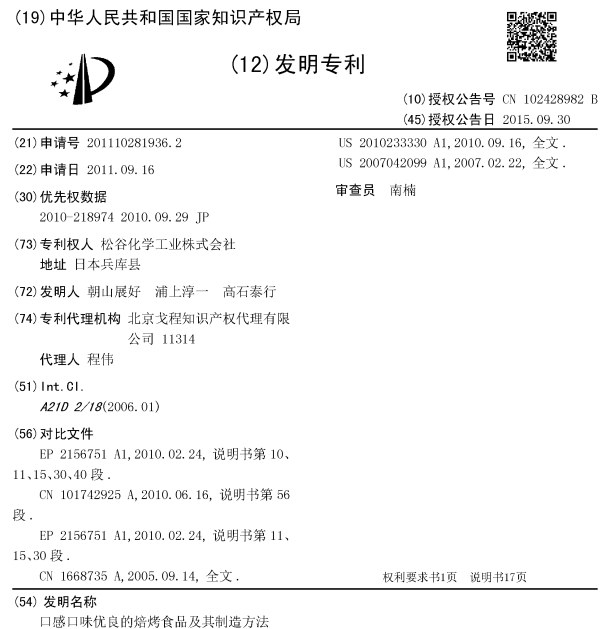 (19)中华人民共和国国家知识产权局
(12)发明专利
(10)授权公告号 CN 102428982 B
(45)授权公告日 2015.09.30
(21)申请号 201110281936.2
(22)申请日 2011.09.16
(30)优先权数据
2010-218974 2010.09.29 JP
(73)专利权人 松谷化学工业株式会社
地址 日本兵库县
(72)发明人 朝山展好 浦上淳一 高石泰行
(74)专利代理机构 北京戈程知识产权代理有限
公司 11314
代理人 程伟
(51)Int.Cl.
A21D 2/18(2006.01)
(56)对比文件
EP 2156751 A1,2010.02.24,说明书第10、
11,15,30,40段.
CN 101742925 A,2010.06.16,说明书第56
段.
EP 2156751 A1,2010.02.24,说明书第11、
15,30段.
CN 1668735 A,2005.09.14,全文.
US 2010233330 A1,2010.09.16,全文.
US 2007042099 A1,2007.02.22,全文.
审查员 南楠
权利要求书1页 说明书17页
(54)发明名称
口感口味优良的焙烤食品及其制造方法